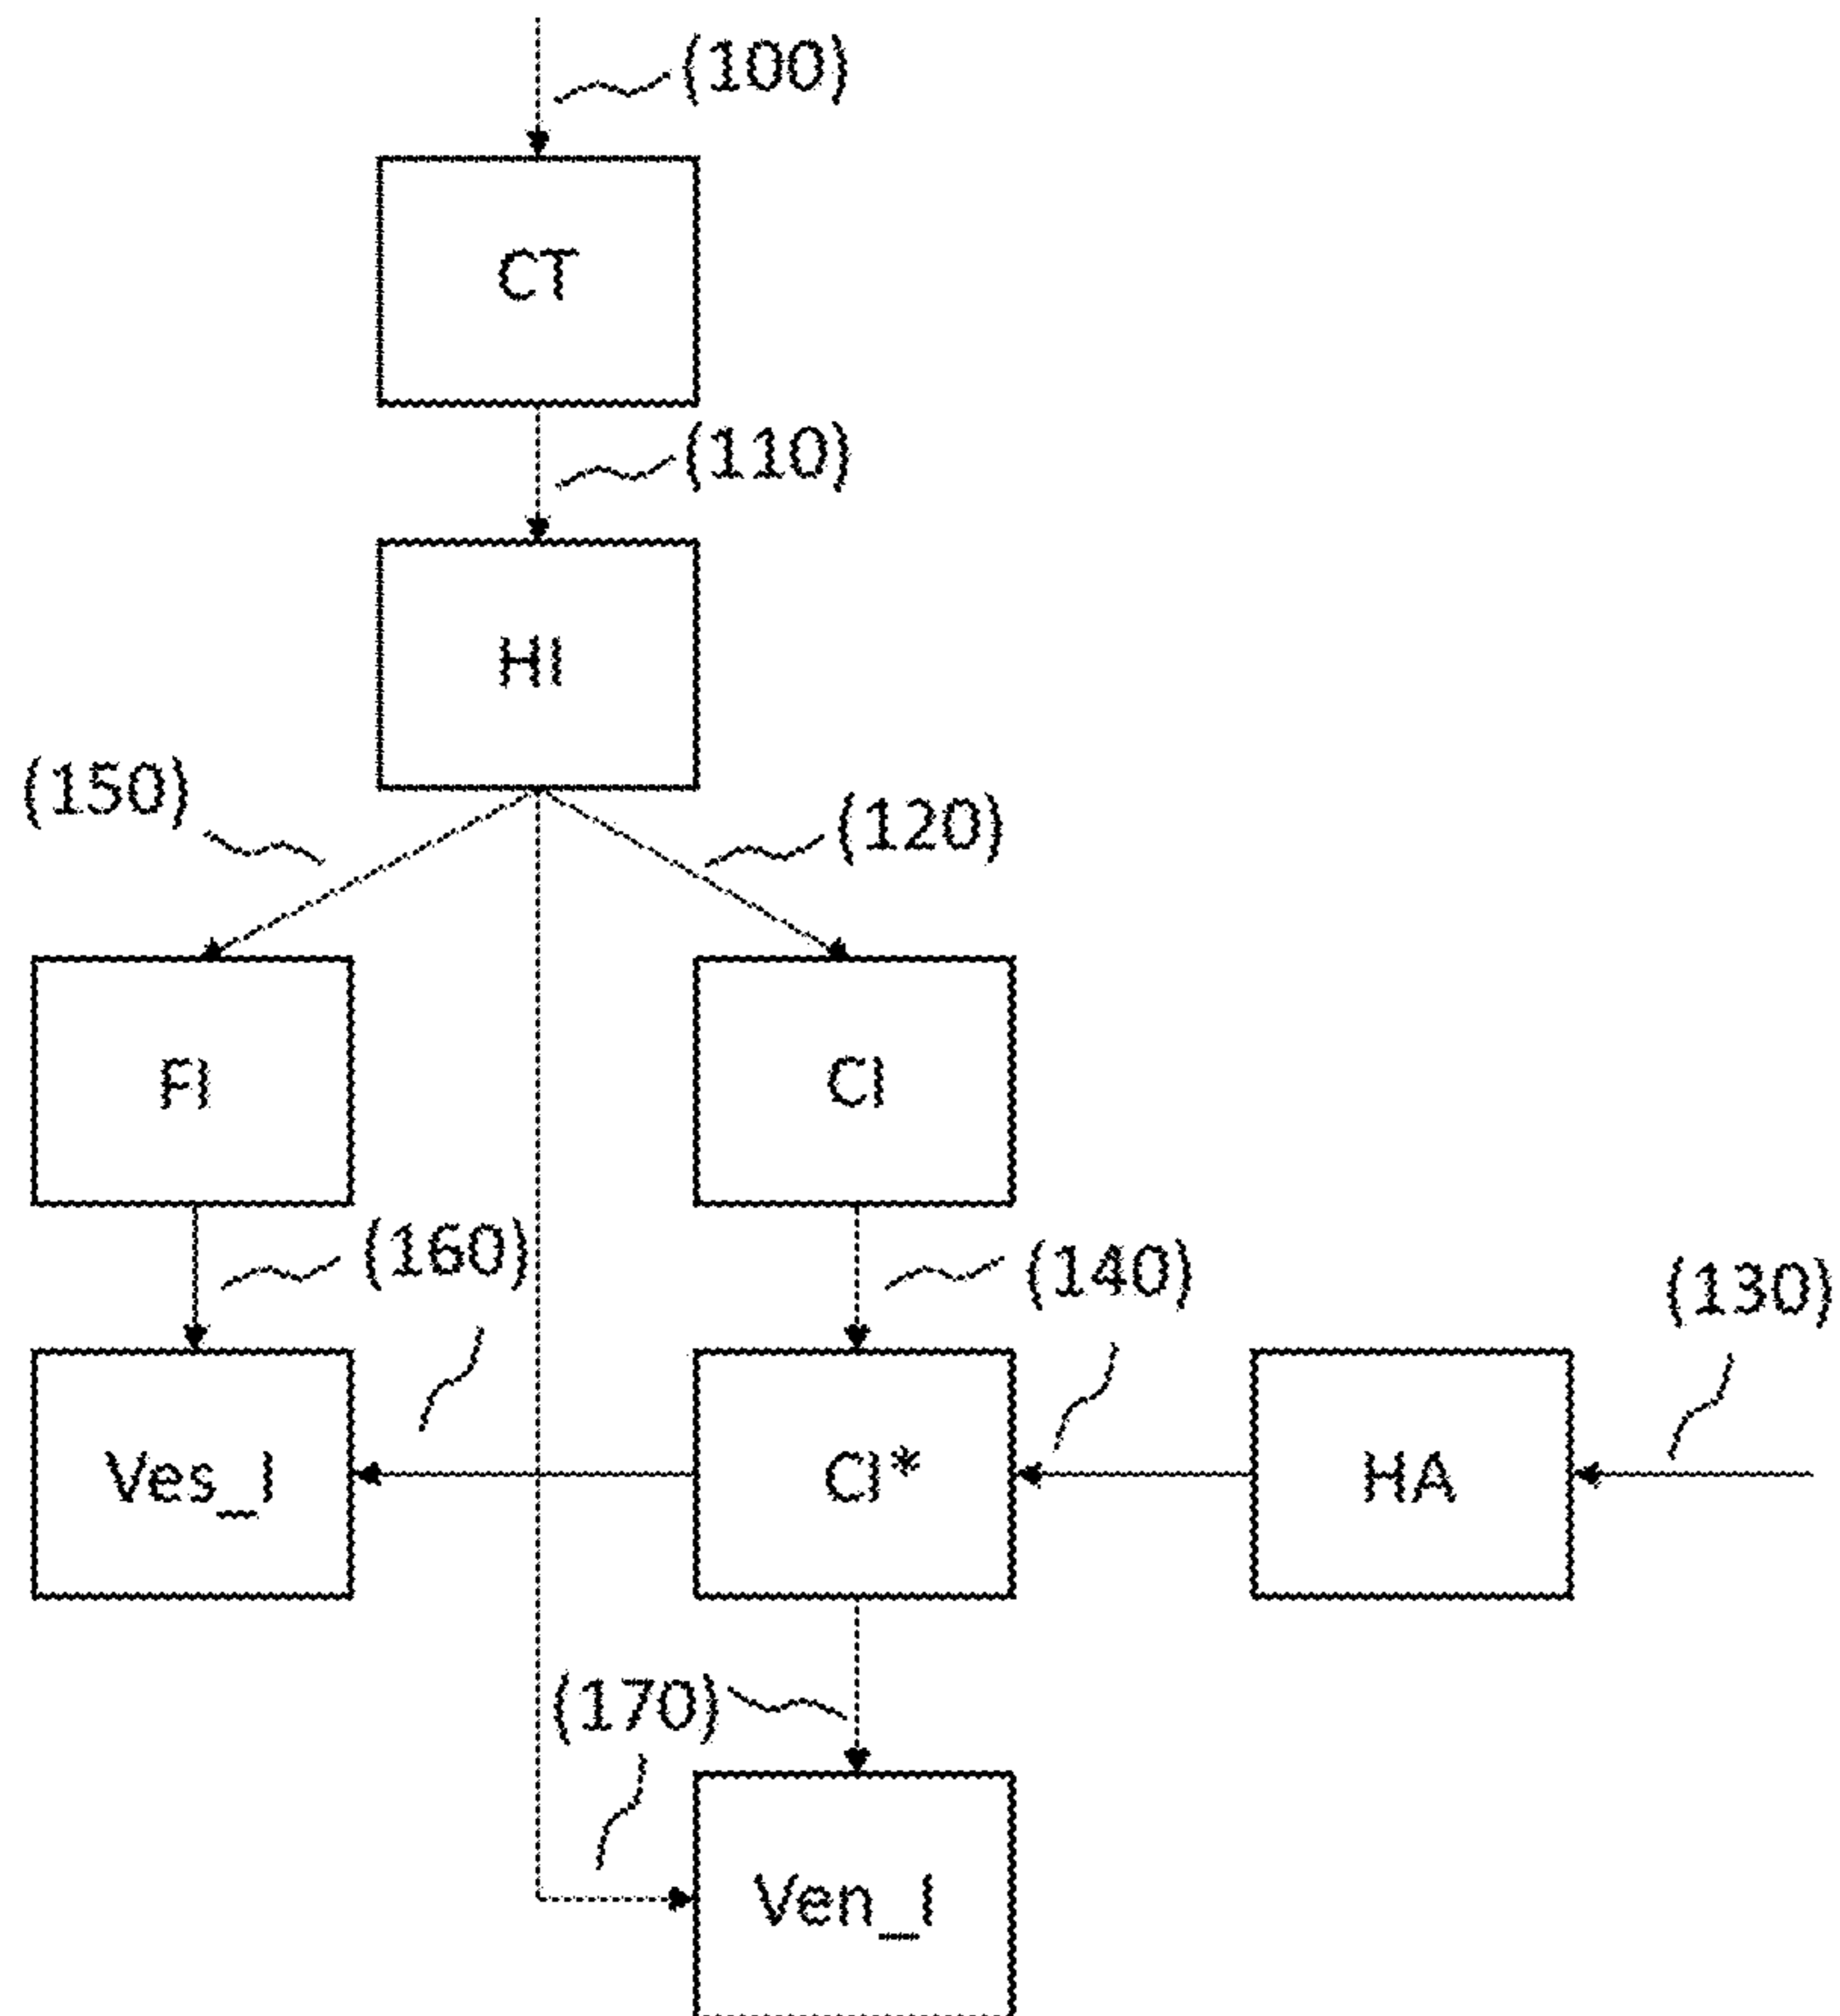 (100)
CT
(110)
HI
(150)
(120)
FI
CI
(160)
(140)
(130)
Ves_I
CI*
HA
(170)
Ven_I